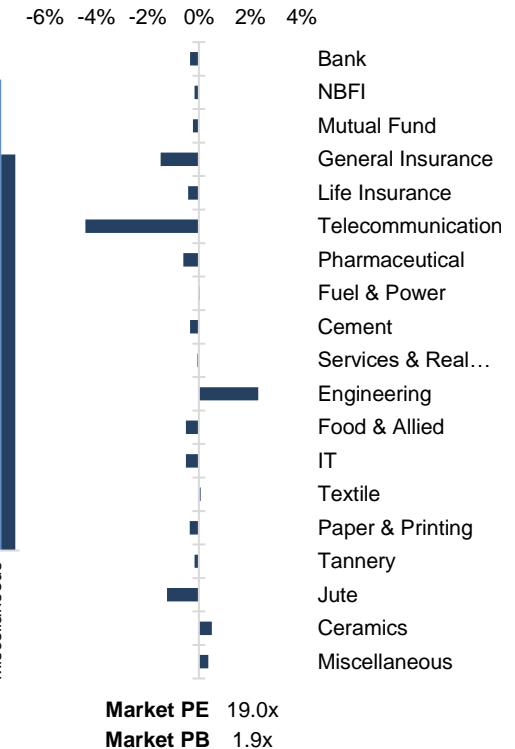 -6% -4% -2% 0% 2% 4%
Bank
NBFI
Mutual Fund
General Insurance
Life Insurance
Telecommunication
Pharmaceutical
Fuel & Power
Cement
Services & Real…
Engineering
Food & Allied
IT
Textile
Paper & Printing
Tannery
Jute
Ceramics
Miscellaneous
Market PE 19.0x
Market PB 1.9x